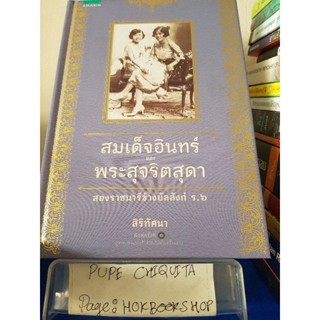 สมเด็จอินทร์
และ
พระสุจริตสุดา
สองราชนารีข้างบัลลังก์ ร.๖
สิริทัศนา
PUPE CHIQUITA
Page: HOKBOOKSHOP